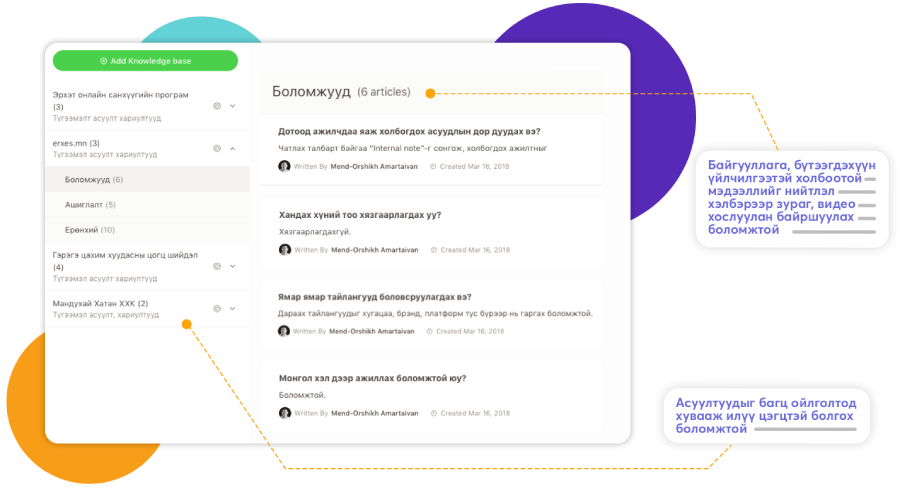 Add Knowledge base
Эрхэт онлайн санхүүгийн програм
(3)
Түгээмэлт асуулт хариултууд
erxes.mn (3)
Түгээмэл асуулт хариултууд
Боломжууд (6)
Ашиглалт (5)
Ерөнхий (10)
Гэрэгэ цахим хуудасны цогц шийдэл
(4)
Түгээмэл асуулт хариултууд
Мандухай Хатан ХХК (2)
Түгээмэл асуулт, хариултууд
Боломжууд (6 articles)
Дотоод ажилчдаа яаж холбогдох асуудлын дор дуудах вэ?
Чатлах талбарт байгаа "Internal note"-г сонгож, холбогдох ажилтныг
Written By Mend-Orshikh Amartaivan Created Mar 16, 2018
Хандах хүний тоо хязгаарлагдах уу?
Хязгаарлагдахгүй.
Written By Mend-Orshikh Amartaivan Created Mar 16, 2018
Ямар ямар тайлангууд боловсруулагдах вэ?
Дараах тайлангуудыг хугацаа, брэнд, платформ тус бүрээр нь гаргах боломжтой.
Written By Mend-Orshikh Amartaivan Created Mar 16, 2018
Монгол хэл дээр ажиллах боломжтой юу?
Боломжтой.
Written By Mend-Orshikh Amartaivan Created Mar 16, 2018
Байгууллага, бүтээгдэхүүн
үйлчилгээтэй холбоотой
мэдээллийг нийтлэл
хэлбэрээр зураг, видео
хослуулан байршуулах
боломжтой
Асуултуудыг багц ойлголтод
хувааж илүү цэгцтэй болгох
боломжтой